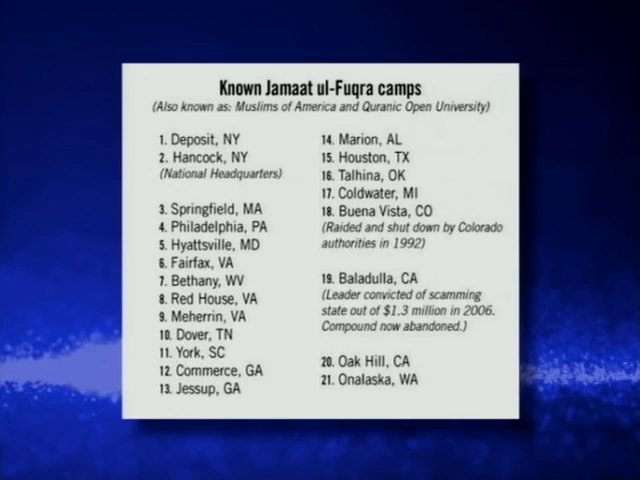 Known Jamaat ul-Fuqra camps
(Also known as: Muslims of America and Quranic Open University)
1. Deposit, NY
2. Hancock, NY
(National Headquarters)
3. Springfield, MA
4. Philadelphia, PA
5. Hyattsville, MD
6. Fairfax, VA
7. Bethany, WV
8. Red House, VA
9. Meherrin, VA
10. Dover, TN
11. York, SC
12. Commerce, GA
13. Jessup, GA
14. Marion, AL
15. Houston, TX
16. Talhina, OK
17. Coldwater, MI
18. Buena Vista, CO
(Raided and shut down by Colorado
authorities in 1992)
19. Baladulla, CA
(Leader convicted of scamming
state out of $1.3 million in 2006.
Compound now abandoned.)
20. Oak Hill, CA
21. Onalaska, WA